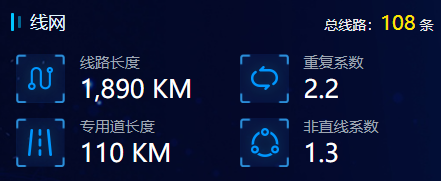 线网
总线路：108 条
线路长度
1,890 KM
重复系数
2.2
专用道长度
110 KM
非直线系数
1.3